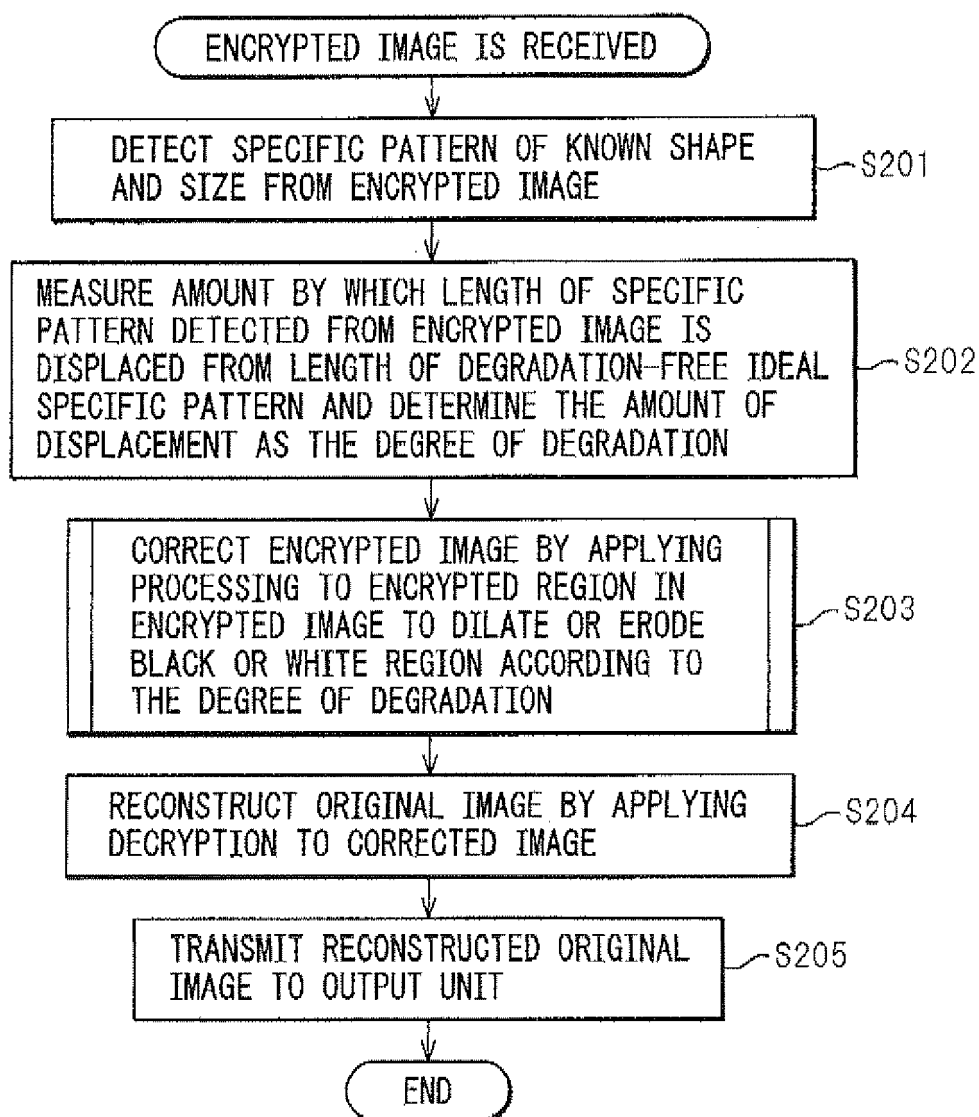 ENCRYPTED IMAGE IS RECEIVED
DETECT SPECIFIC PATTERN OF KNOWN SHAPE
AND SIZE FROM ENCRYPTED IMAGE
S201
MEASURE AMOUNT BY WHICH LENGTH OF SPECIFIC
PATTERN DETECTED FROM ENCRYPTED IMAGE IS
DISPLACED FROM LENGTH OF DEGRADATION-FREE IDEAL
SPECIFIC PATTERN AND DETERMINE THE AMOUNT OF
DISPLACEMENT AS THE DEGREE OF DEGRADATION
S202
CORRECT ENCRYPTED IMAGE BY APPLYING
PROCESSING TO ENCRYPTED REGION IN
ENCRYPTED IMAGE TO DILATE OR ERODE
BLACK OR WHITE REGION ACCORDING TO
THE DEGREE OF DEGRADATION
S203
RECONSTRUCT ORIGINAL IMAGE BY APPLYING
DECRYPTION TO CORRECTED IMAGE
S204
TRANSMIT RECONSTRUCTED ORIGINAL
IMAGE TO OUTPUT UNIT
S205
END